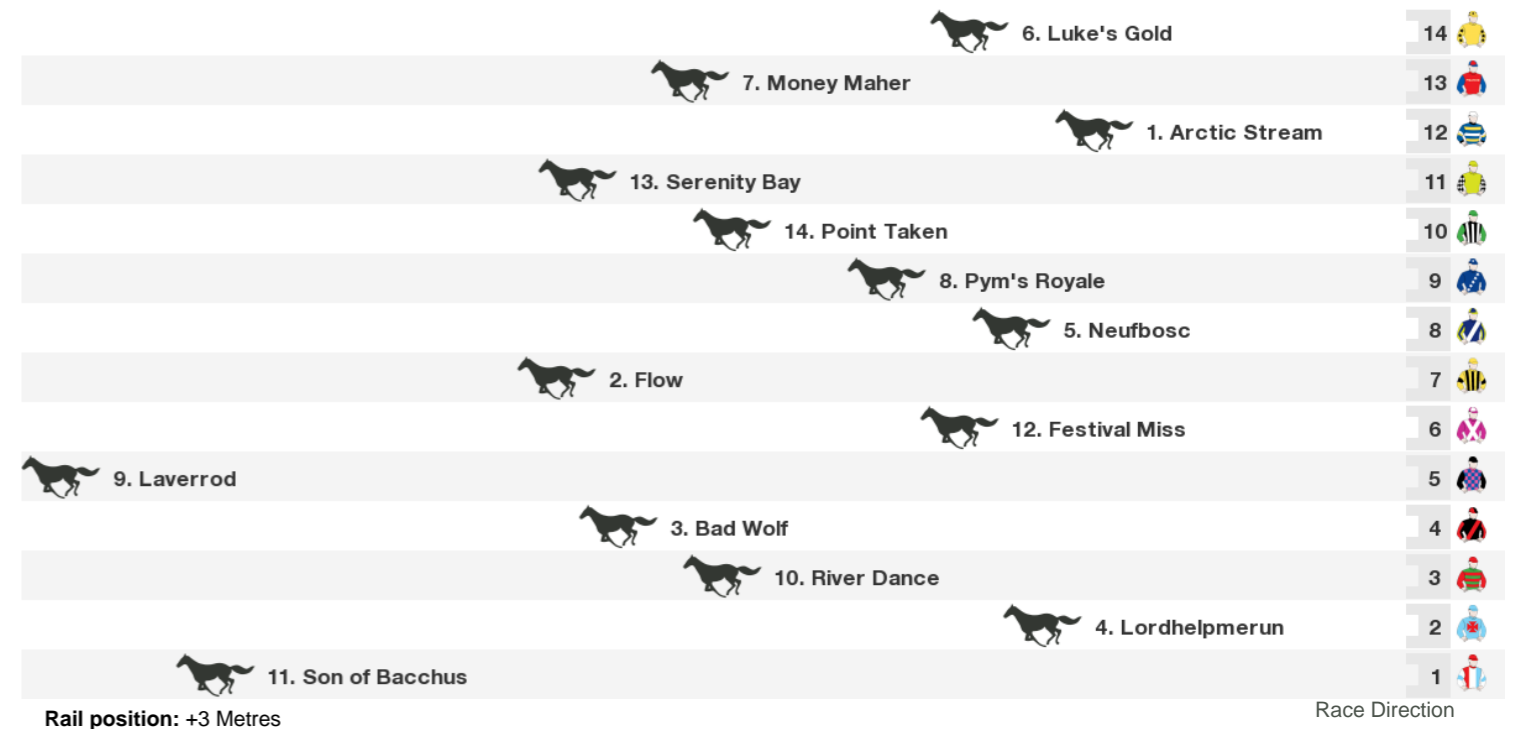 6. Luke's Gold 14
7. Money Maher 13
1. Arctic Stream 12
13. Serenity Bay 11
14. Point Taken 10
8. Pym's Royale 9
5. Neufbosc 8
2. Flow 7
12. Festival Miss 6
9. Laverrod 5
3. Bad Wolf 4
10. River Dance 3
4. Lordhelpmerun 2
11. Son of Bacchus 1
Rail position: +3 Metres Race Direction